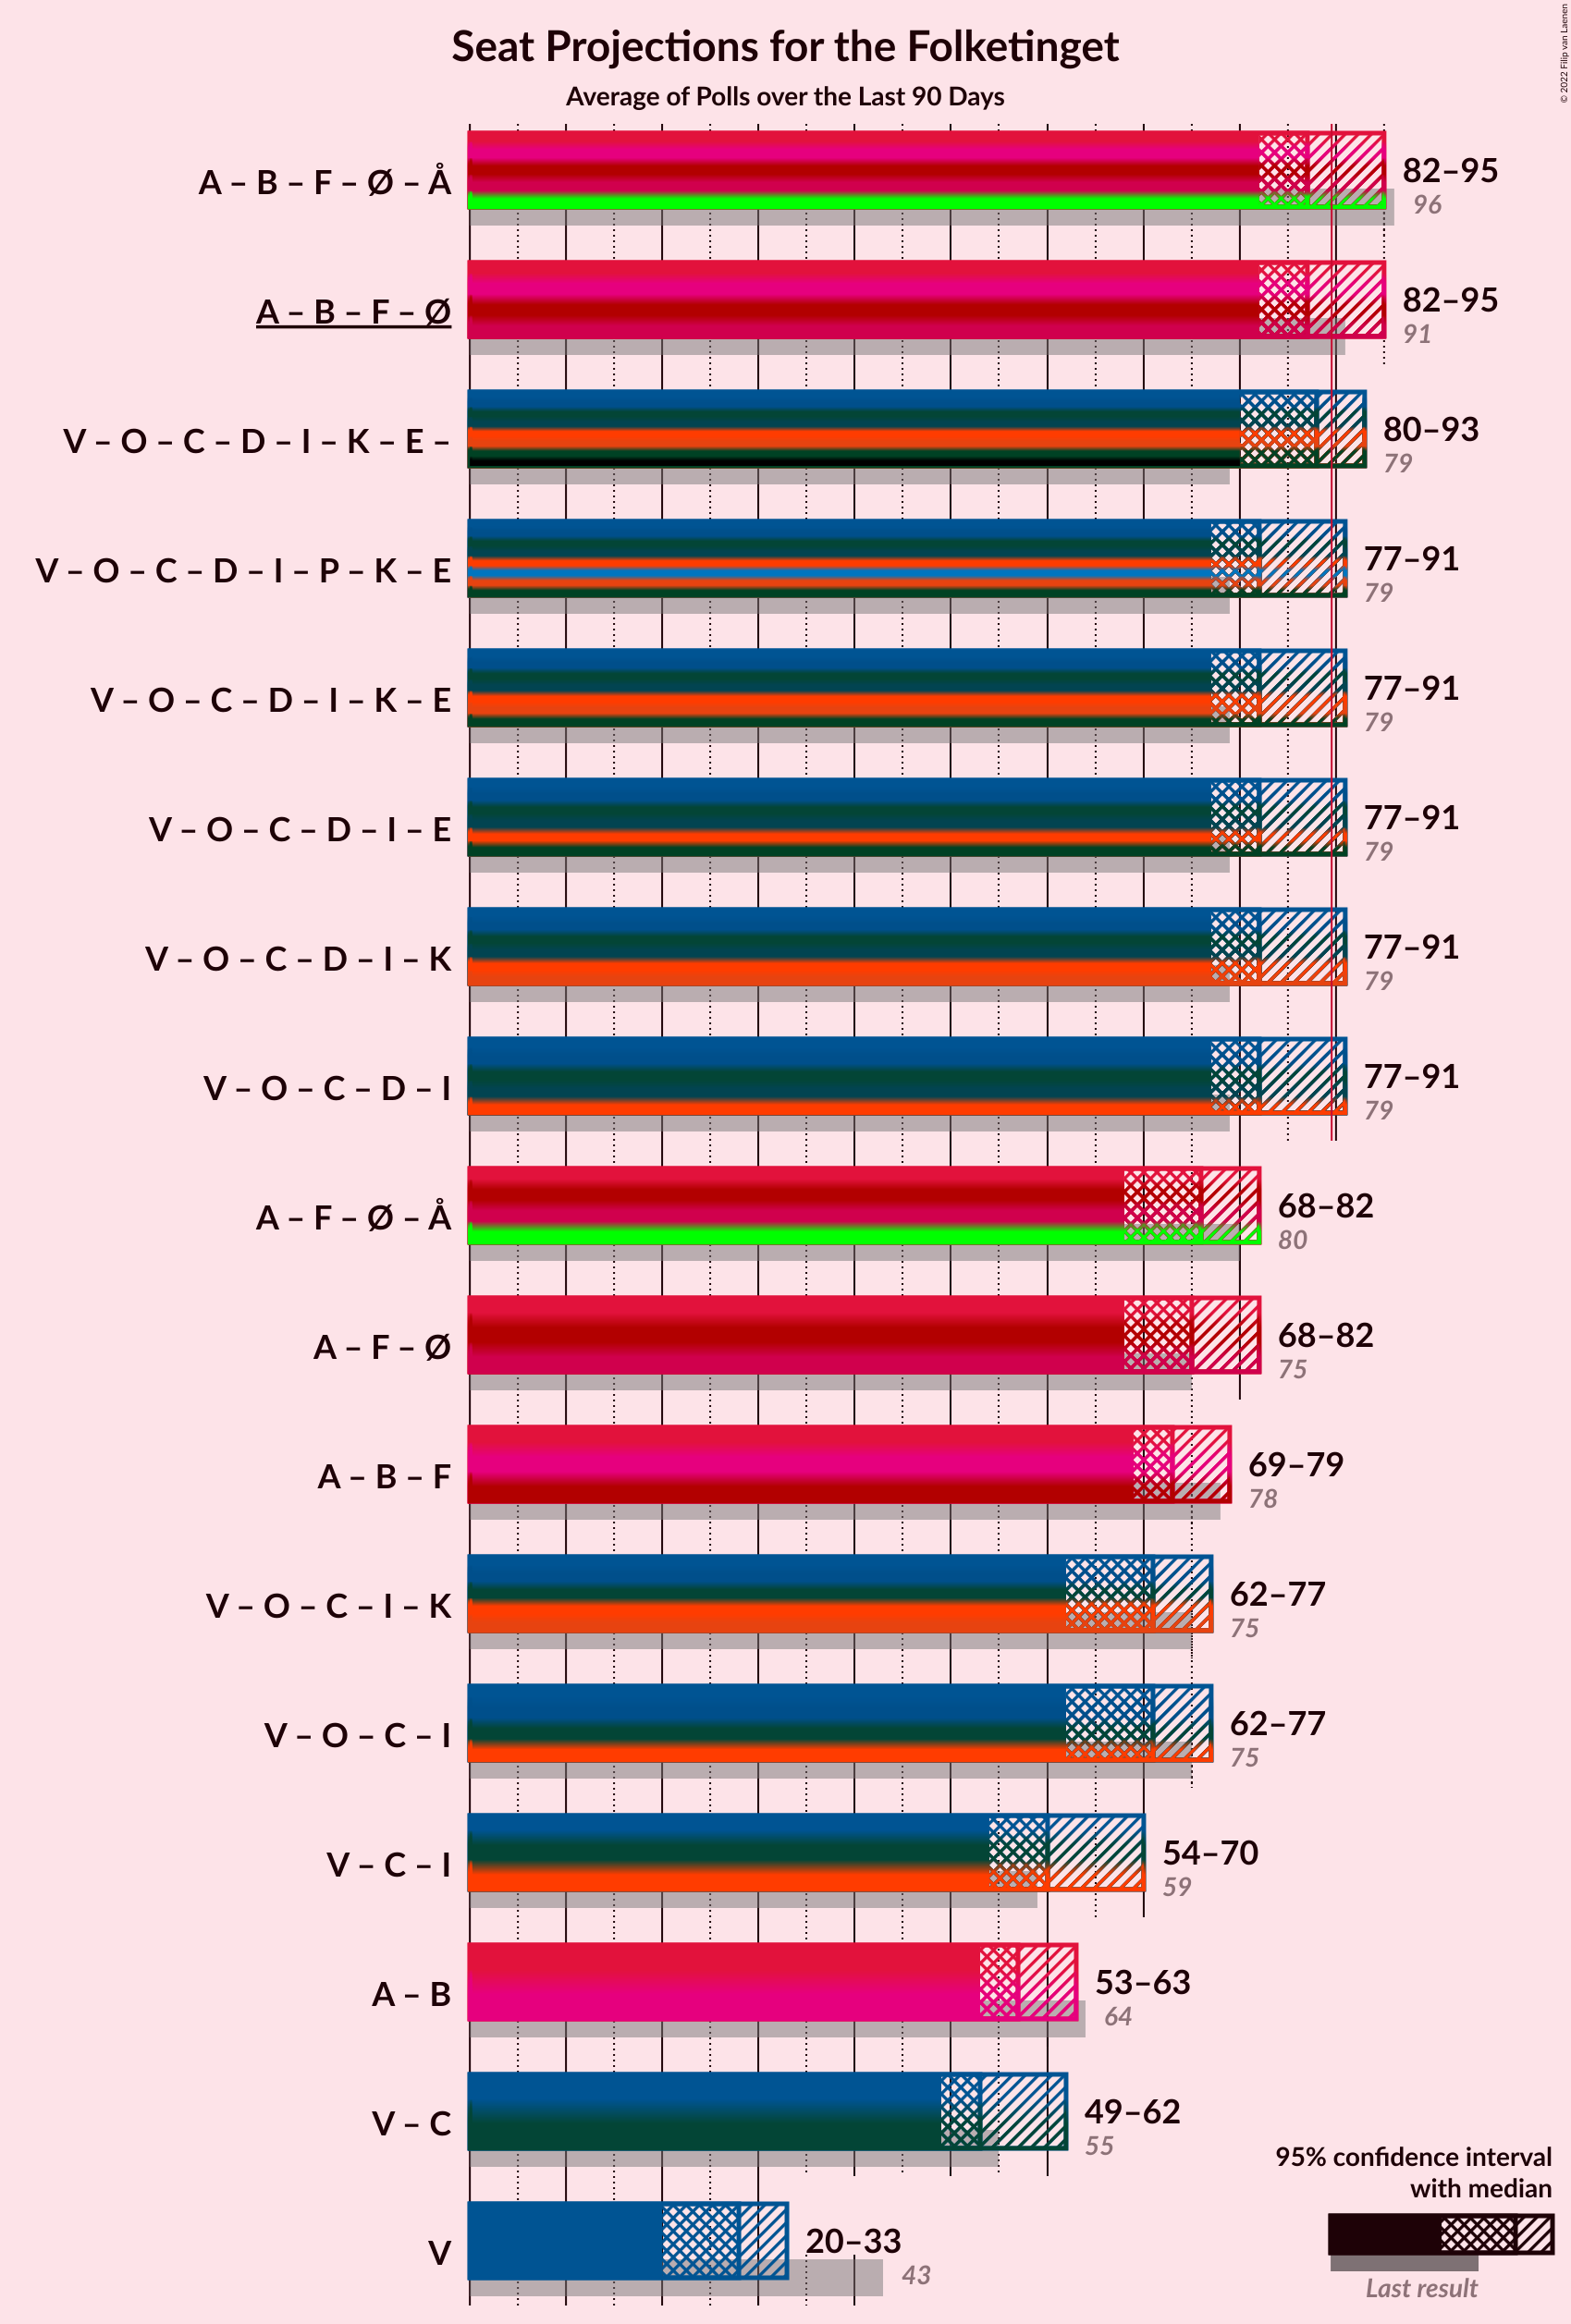 Seat Projections for the Folketinget
Average of Polls over the Last 90 Days
© 2022 Filip van Laenen
A – B – F – Ø – Å
82–95
96
A – B – F – Ø
82–95
91
V – O – C – D – I – K – E –
80–93
79
V – O – C – D – I – P – K – E
77–91
79
V – O – C – D – I – K – E
77–91
79
V – O – C – D – I – E
77–91
79
V – O – C – D – I – K
77–91
79
V – O – C – D – I
77–91
79
A – F – Ø – Å
68–82
80
A – F – Ø
68–82
75
A – B – F
69–79
78
V – O – C – I – K
62–77
75
V – O – C – I
62–77
75
V – C – I
54–70
59
A – B
53–63
64
V – C
49–62
55
V
20–33
43
95% confidence interval
with median
Last result